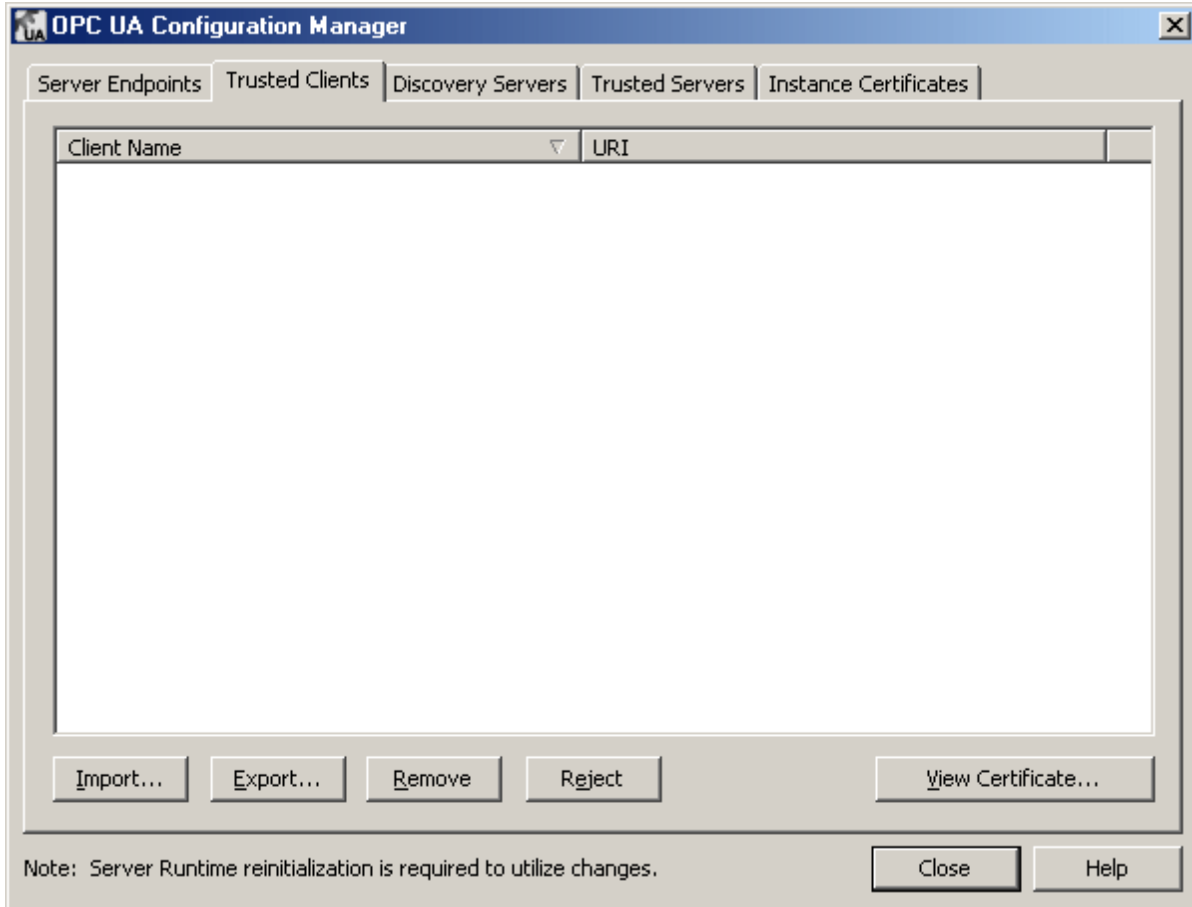 UA OPC UA Configuration Manager
Server Endpoints Trusted Clients Discovery Servers Trusted Servers Instance Certificates
Client Name URI
Import... Export... Remove Reject View Certificate...
Note: Server Runtime reinitialization is required to utilize changes. Close Help